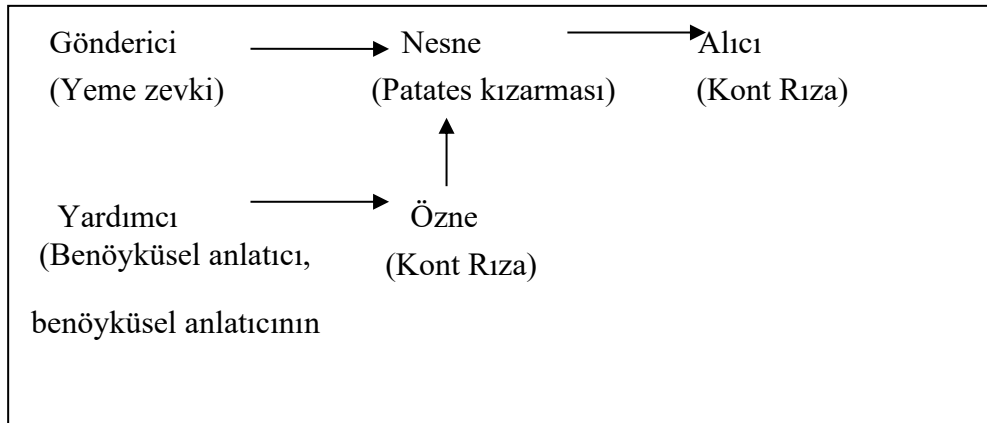 Gönderici Nesne Alıcı
(Yeme zevki) (Patates kızarması) (Kont Rıza)
Yardımcı Özne
(Benöyküsel anlatıcı, (Kont Rıza)
benöyküsel anlatıcının